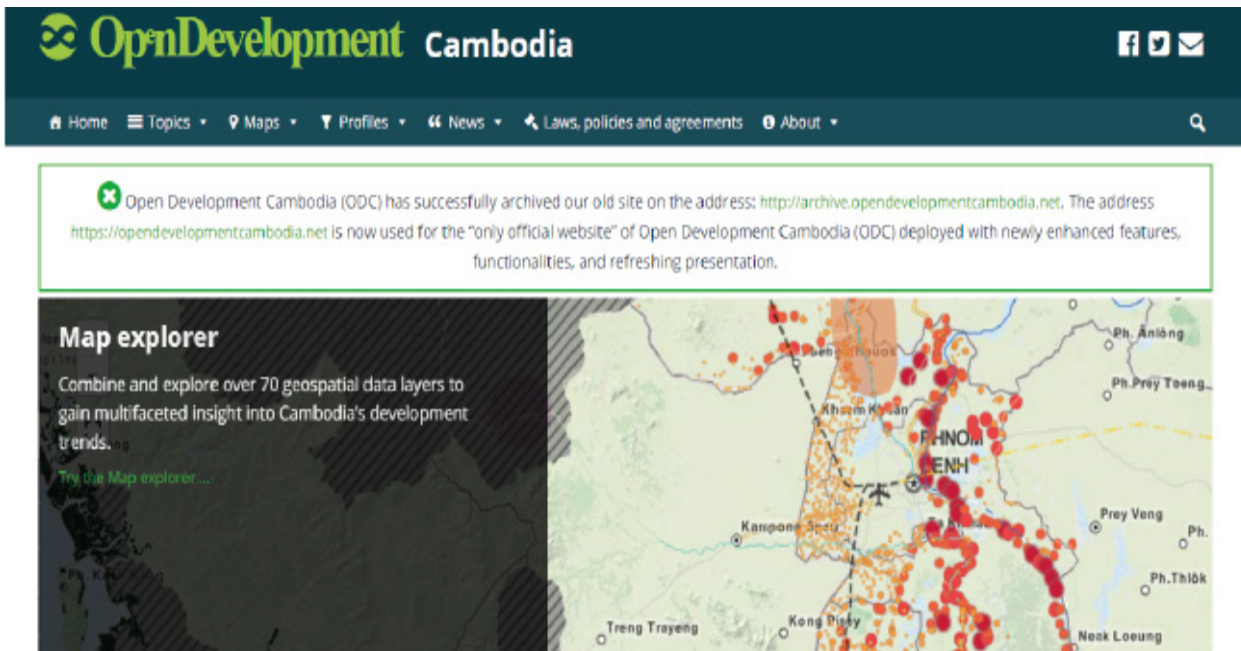 OpenDevelopment Cambodia
Home Topics Maps Profiles News Laws, policies and agreements About
Open Development Cambodia (ODC) has successfully archived our old site on the address: http://archive.opendevelopmentcambodia.net. The address
https://opendevelopmentcambodia.net is now used for the “only official website” of Open Development Cambodia (ODC) deployed with newly enhanced features,
functionalities, and refreshing presentation.
Map explorer
Combine and explore over 70 geospatial data layers to
gain multifaceted insight into Cambodia's development
trends.
Try the Map explorer ...
Ph. Ănlóng
Ph.Prey Toeng
PHNOM
PENH
Prey Veng
Ph.
Kampong Speu
Ph.Thlŏk
Treng Trayeng
Kong Pisey
Neak Loeung